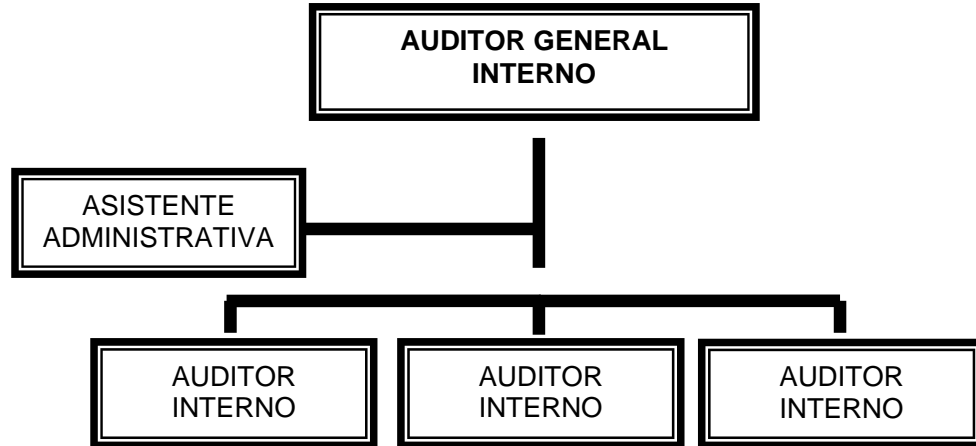 AUDITOR GENERAL
INTERNO
ASISTENTE
ADMINISTRATIVA
AUDITOR
INTERNO
AUDITOR
INTERNO
AUDITOR
INTERNO